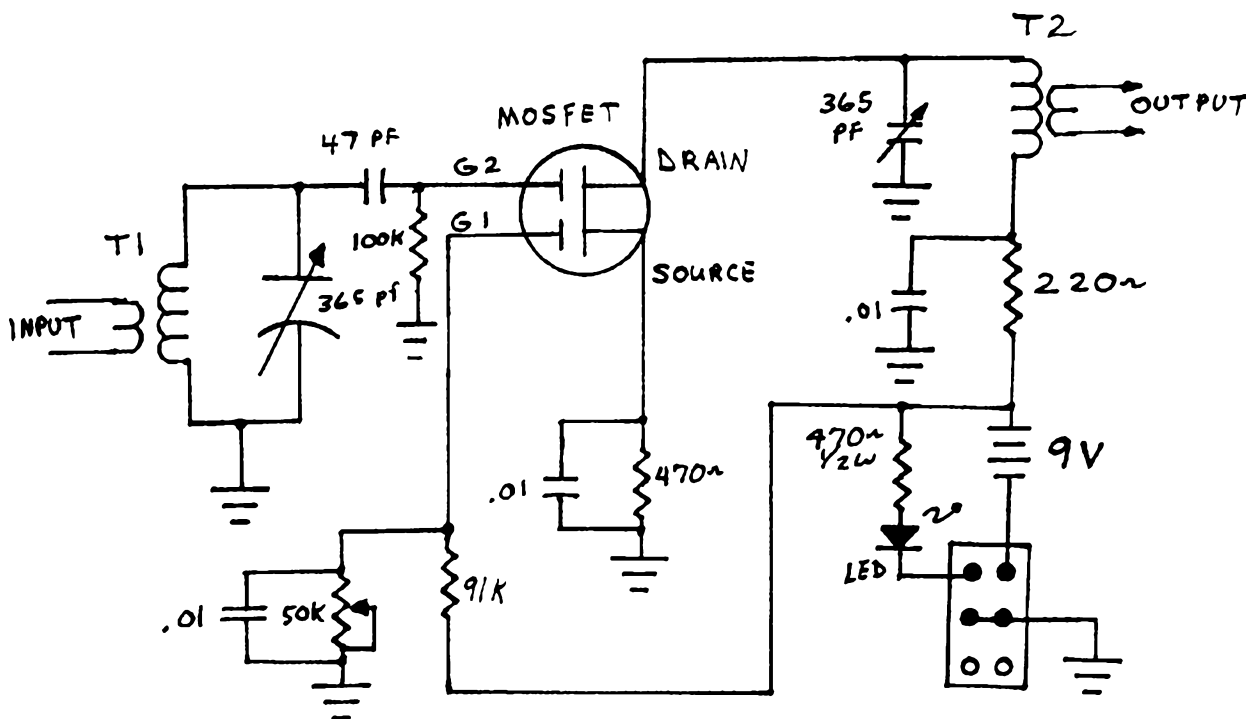 T2
365
PF
OUTPUT
MOSFET
47 PF
G2
DRAIN
G1
100K
T1
SOURCE
365 pf
INPUT
.01
220~
470~
1/2W
9V
470~
.01
LED
91K
50K
.01